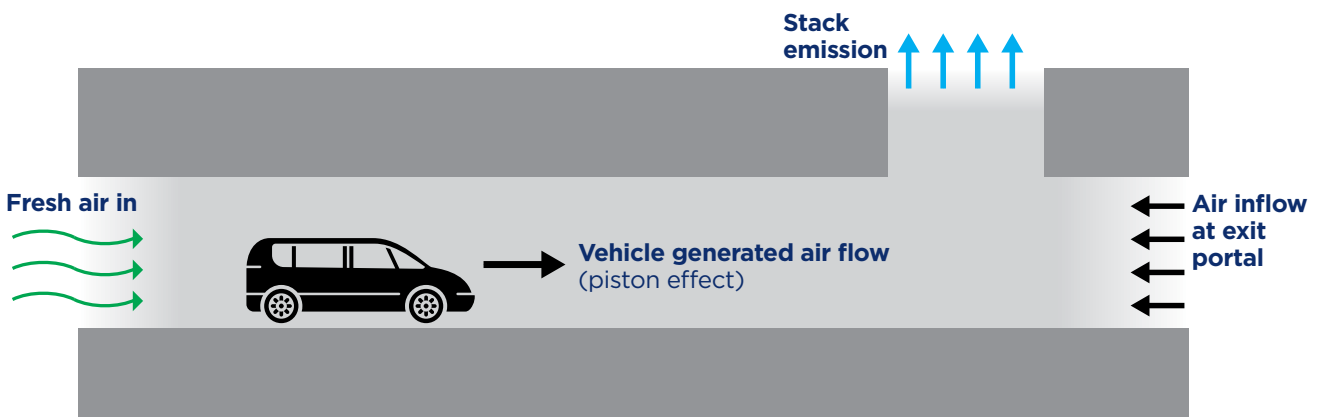 Stack
emission
Fresh air in
Vehicle generated air flow
(piston effect)
Air inflow
at exit
portal